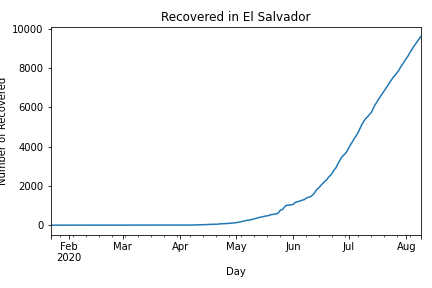 Recovered in El Salvador
10000
8000
6000
4000
2000
0
Number of Recovered
Feb Mar Apr May Jun Jul Aug
2020
Day